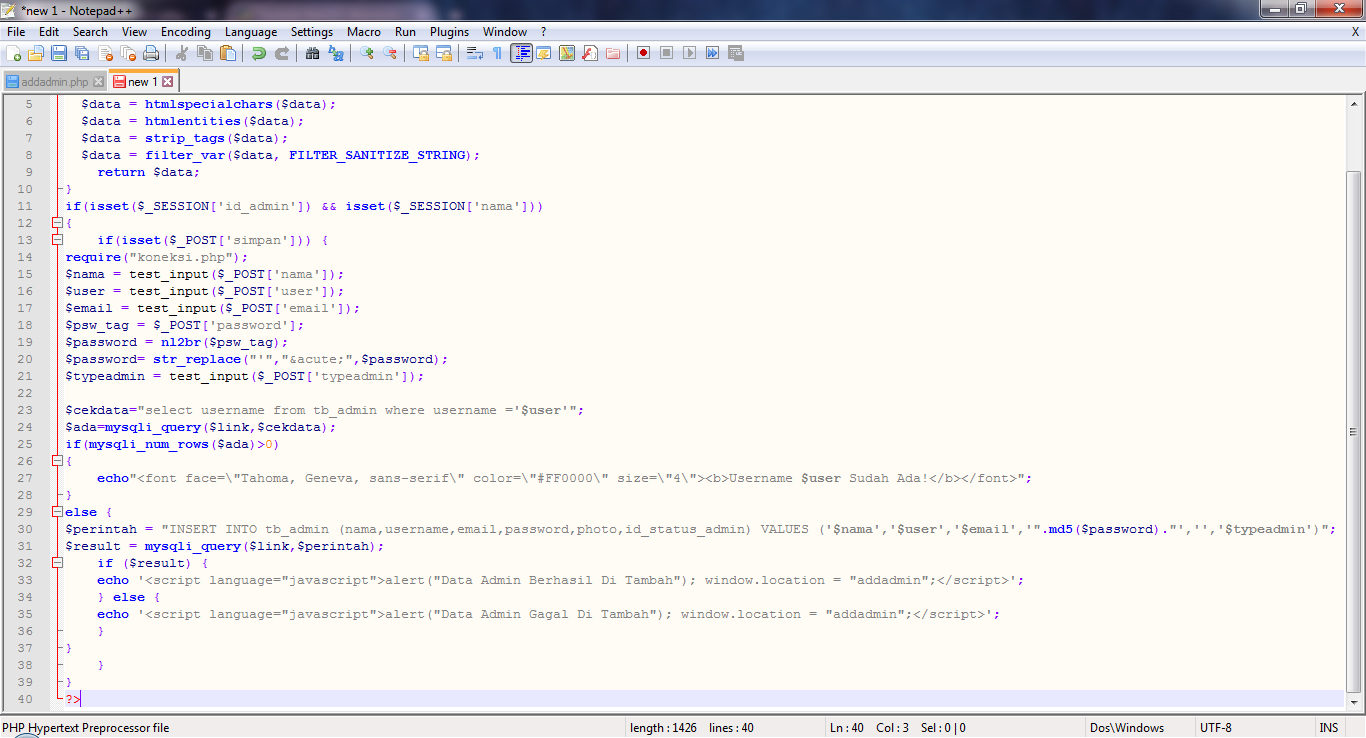 *new 1 - Notepad++
File Edit Search View Encoding Language Settings Macro Run Plugins Window ? X
addadmin.php new 1
5 $data = htmlspecialchars($data);
6 $data = htmlentities($data);
7 $data = strip_tags($data);
8 $data = filter_var($data, FILTER_SANITIZE_STRING);
9 return $data;
10 }
11 if(isset($_SESSION['id_admin']) && isset($_SESSION['nama']))
12 {
13 if(isset($_POST['simpan'])) {
14 require("koneksi.php");
15 $nama = test_input($_POST['nama']);
16 $user = test_input($_POST['user']);
17 $email = test_input($_POST['email']);
18 $psw_tag = $_POST['password'];
19 $password = nl2br($psw_tag);
20 $password= str_replace("'","&acute;",$password);
21 $typeadmin = test_input($_POST['typeadmin']);
22
23 $cekdata="select username from tb_admin where username ='$user'";
24 $ada=mysqli_query($link,$cekdata);
25 if(mysqli_num_rows($ada)>0)
26 {
27 echo"<font face=\"Tahoma, Geneva, sans-serif\" color=\"#FF0000\" size=\"4\"><b>Username $user Sudah Ada!</b></font>";
28 }
29 else {
30 $perintah = "INSERT INTO tb_admin (nama,username,email,password,photo,id_status_admin) VALUES ('$nama','$user','$email','".md5($password)."','','$typeadmin')";
31 $result = mysqli_query($link,$perintah);
32 if ($result) {
33 echo '<script language="javascript">alert("Data Admin Berhasil Di Tambah"); window.location = "addadmin";</script>';
34 } else {
35 echo '<script language="javascript">alert("Data Admin Gagal Di Tambah"); window.location = "addadmin";</script>';
36 }
37 }
38 }
39 }
40 ?>
PHP Hypertext Preprocessor file length : 1426 lines : 40 Ln : 40 Col : 3 Sel : 0 | 0 Dos\Windows UTF-8 INS